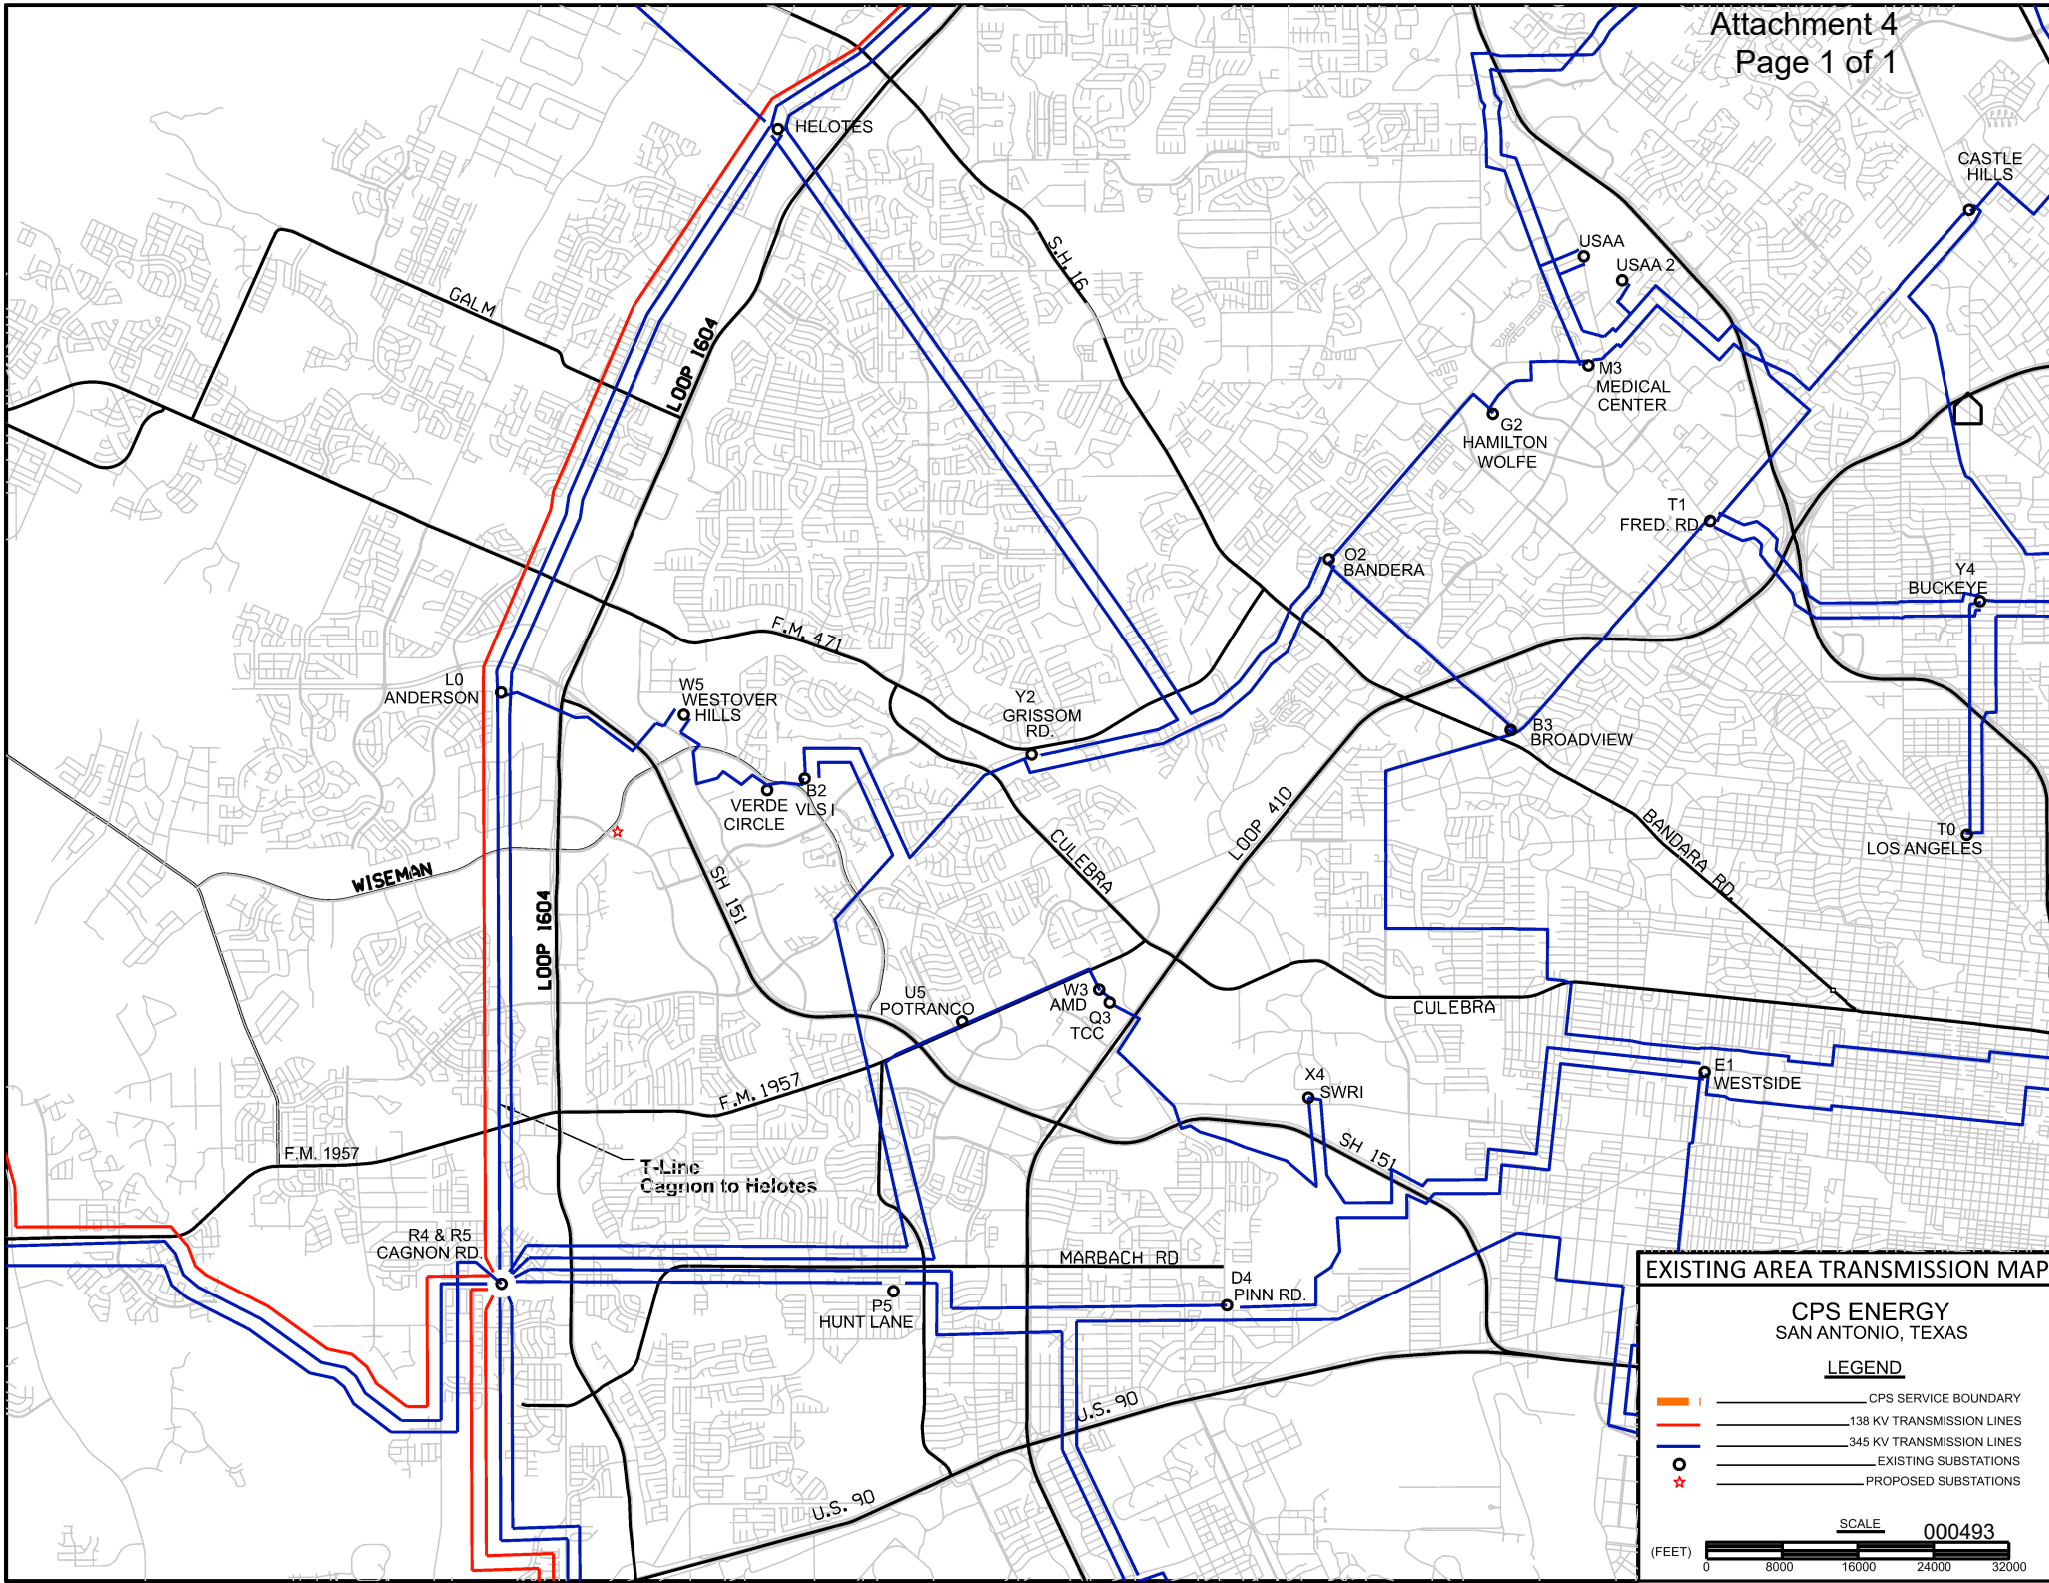 Attachment 4
Page 1 of 1
HELOTES
CASTLE
HILLS
USAA
USAA 2
S.H. 16
GALM
LOOP 1604
M3
MEDICAL
CENTER
G2
HAMILTON
WOLFE
T1
FRED. RD.
O2
BANDERA
Y4
BUCKEYE
F.M. 471
L0
ANDERSON
W5
WESTOVER
HILLS
Y2
GRISSOM
RD.
B3
BROADVIEW
B2
VLSI
VERDE
CIRCLE
LOOP 410
CULEBRA
BANDARA RD.
T0
LOS ANGELES
WISEMAN
SH 151
LOOP 1604
U5
POTRANCO
W3
AMD
Q3
TCC
CULEBRA
E1
WESTSIDE
X4
SWRI
F.M. 1957
SH 151
F.M. 1957
T-Line
Cagnon to Helotes
R4 & R5
CAGNON RD.
MARBACH RD
D4
PINN RD.
P5
HUNT LANE
U.S. 90
U.S. 90
EXISTING AREA TRANSMISSION MAP
CPS ENERGY
SAN ANTONIO, TEXAS
LEGEND
CPS SERVICE BOUNDARY
138 KV TRANSMISSION LINES
345 KV TRANSMISSION LINES
EXISTING SUBSTATIONS
PROPOSED SUBSTATIONS
SCALE
000493
(FEET)
0 8000 16000 24000 32000